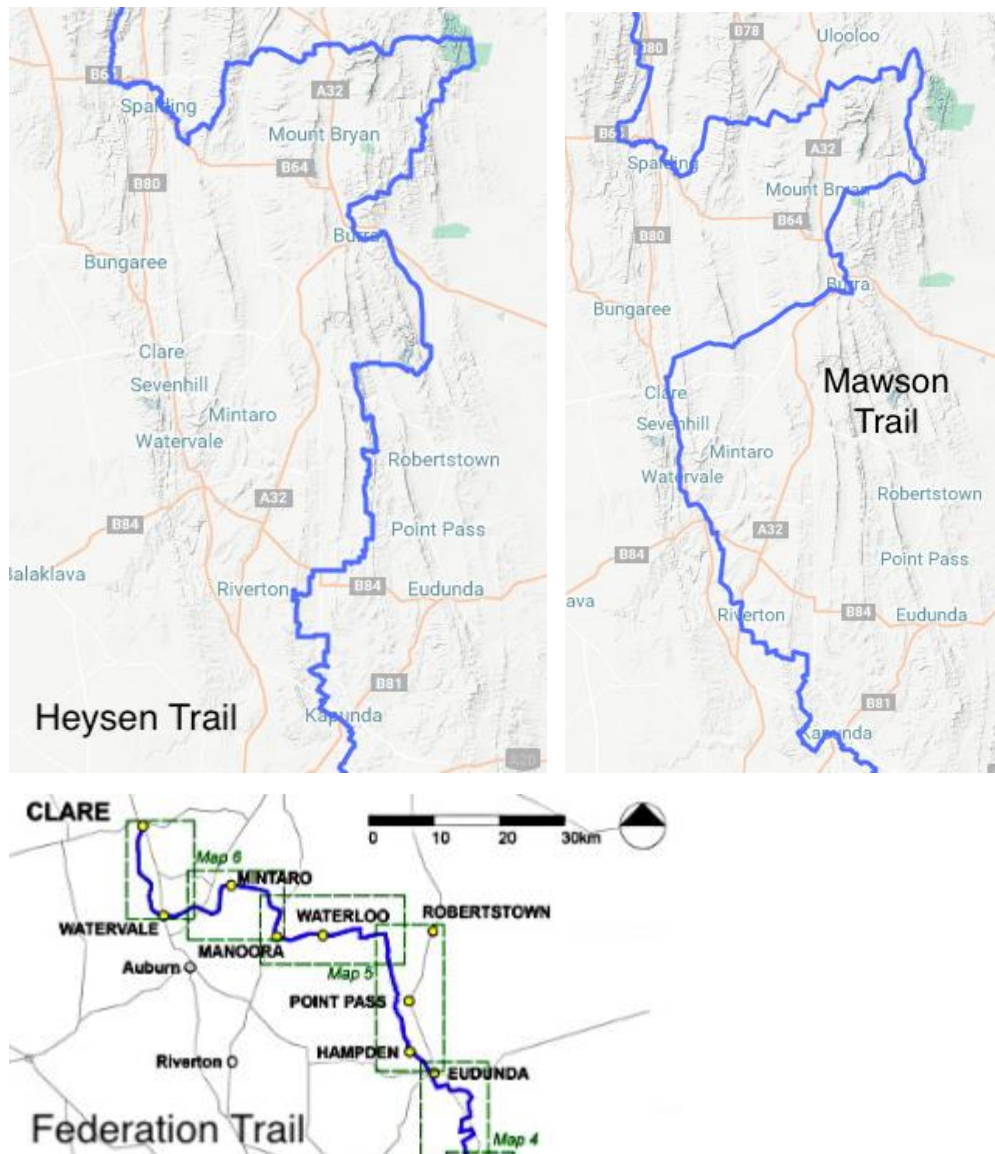 B64
Spalding
A32
Mount Bryan
B64
B80
Burra
Bungaree
Clare
Sevenhill
Mintaro
Watervale
Robertstown
A32
B84
Point Pass
Balaklava
Riverton
B84
Eudunda
B81
Kapunda
Heysen Trail
A20
B80
B78
Ulooloo
B64
Spalding
A32
Mount Bryan
B64
B80
Burra
Bungaree
Mawson
Trail
Clare
Sevenhill
Mintaro
Watervale
Robertstown
A32
B84
Point Pass
ava
Riverton
B84
Eudunda
B81
Kapunda
CLARE
0 10 20 30km
Map 6
MINTARO
WATERVALE
WATERLOO
ROBERTSTOWN
MANOORA
Auburn
Map 5
POINT PASS
HAMPDEN
Riverton
EUDUNDA
Federation Trail
Map 4